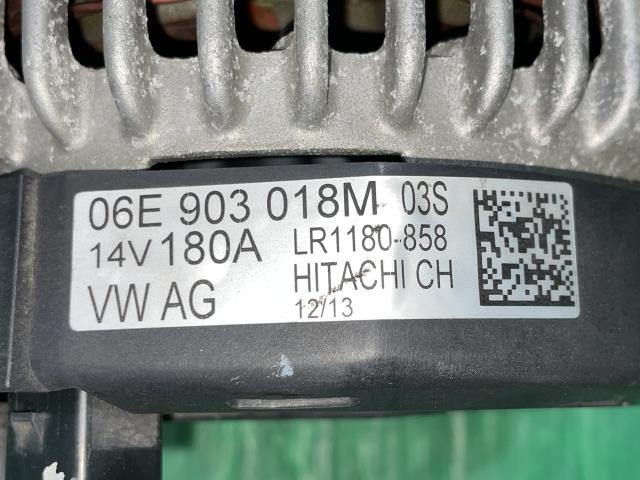 06E 903 018M 03S
14V 180A LR1180-858
VW AG HITACHI CH
12/13